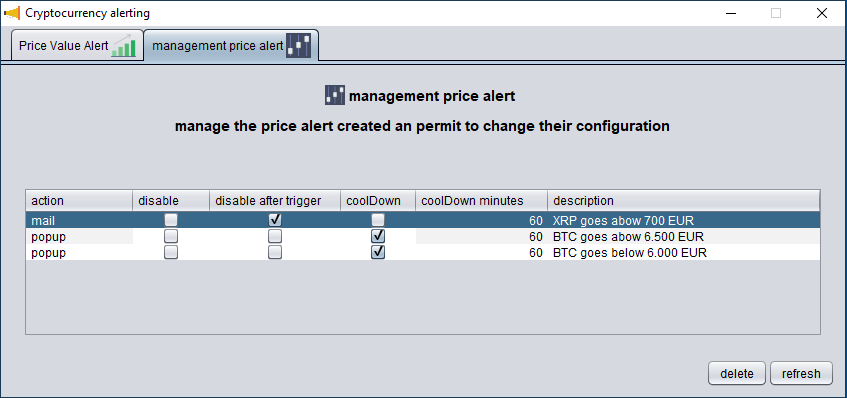 Cryptocurrency alerting
Price Value Alert management price alert
management price alert
manage the price alert created an permit to change their configuration
action disable disable after trigger coolDown coolDown minutes description
mail 60 XRP goes abow 700 EUR
popup 60 BTC goes abow 6.500 EUR
popup 60 BTC goes below 6.000 EUR
delete refresh